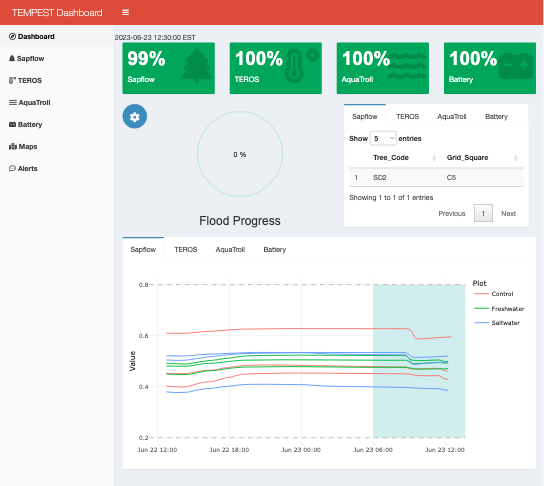 TEMPEST Dashboard
2023-06-23 12:30:00 EST
Dashboard
Sapflow
TEROS
AquaTroll
Battery
Maps
Alerts
99%
Sapflow
100%
TEROS
100%
AquaTroll
100%
Battery
0 %
Flood Progress
Sapflow TEROS AquaTroll Battery
Show 5 entries
Tree_Code Grid_Square
1 SD2 C5
Showing 1 to 1 of 1 entries
Previous 1 Next
Sapflow TEROS AquaTroll Battery
Value
0.8
0.6
0.4
0.2
Jun 22 12:00 Jun 22 18:00 Jun 23 00:00 Jun 23 06:00 Jun 23 12:00
Plot
Control
Freshwater
Saltwater